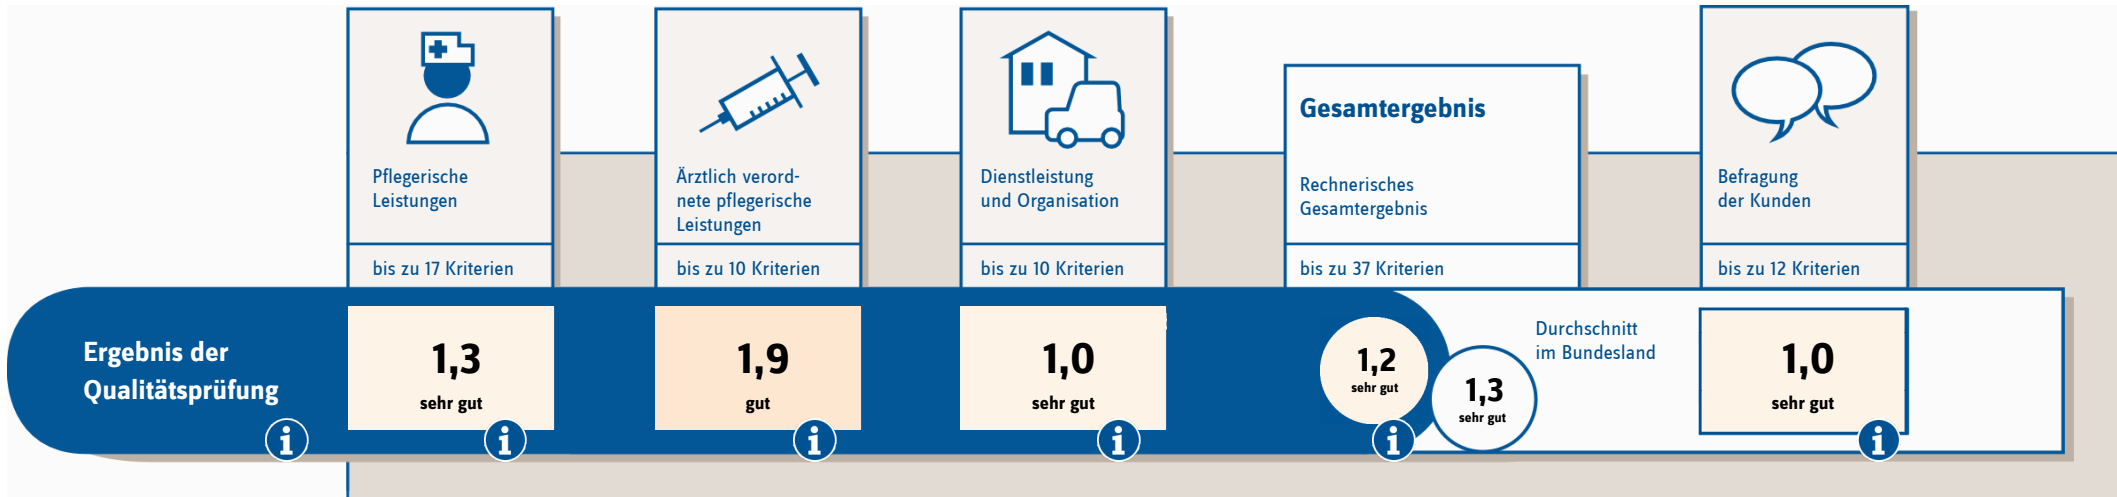 Pflegerische
Leistungen
bis zu 17 Kriterien
Ärztlich verord-
nete pflegerische
Leistungen
bis zu 10 Kriterien
Dienstleistung
und Organisation
bis zu 10 Kriterien
Gesamtergebnis
Rechnerisches
Gesamtergebnis
bis zu 37 Kriterien
Befragung
der Kunden
bis zu 12 Kriterien
Ergebnis der
Qualitätsprüfung
i
1,3
sehr gut
i
1,9
gut
i
1,0
sehr gut
i
1,2
sehr gut
i
1,3
sehr gut
Durchschnitt
im Bundesland
1,0
sehr gut
i